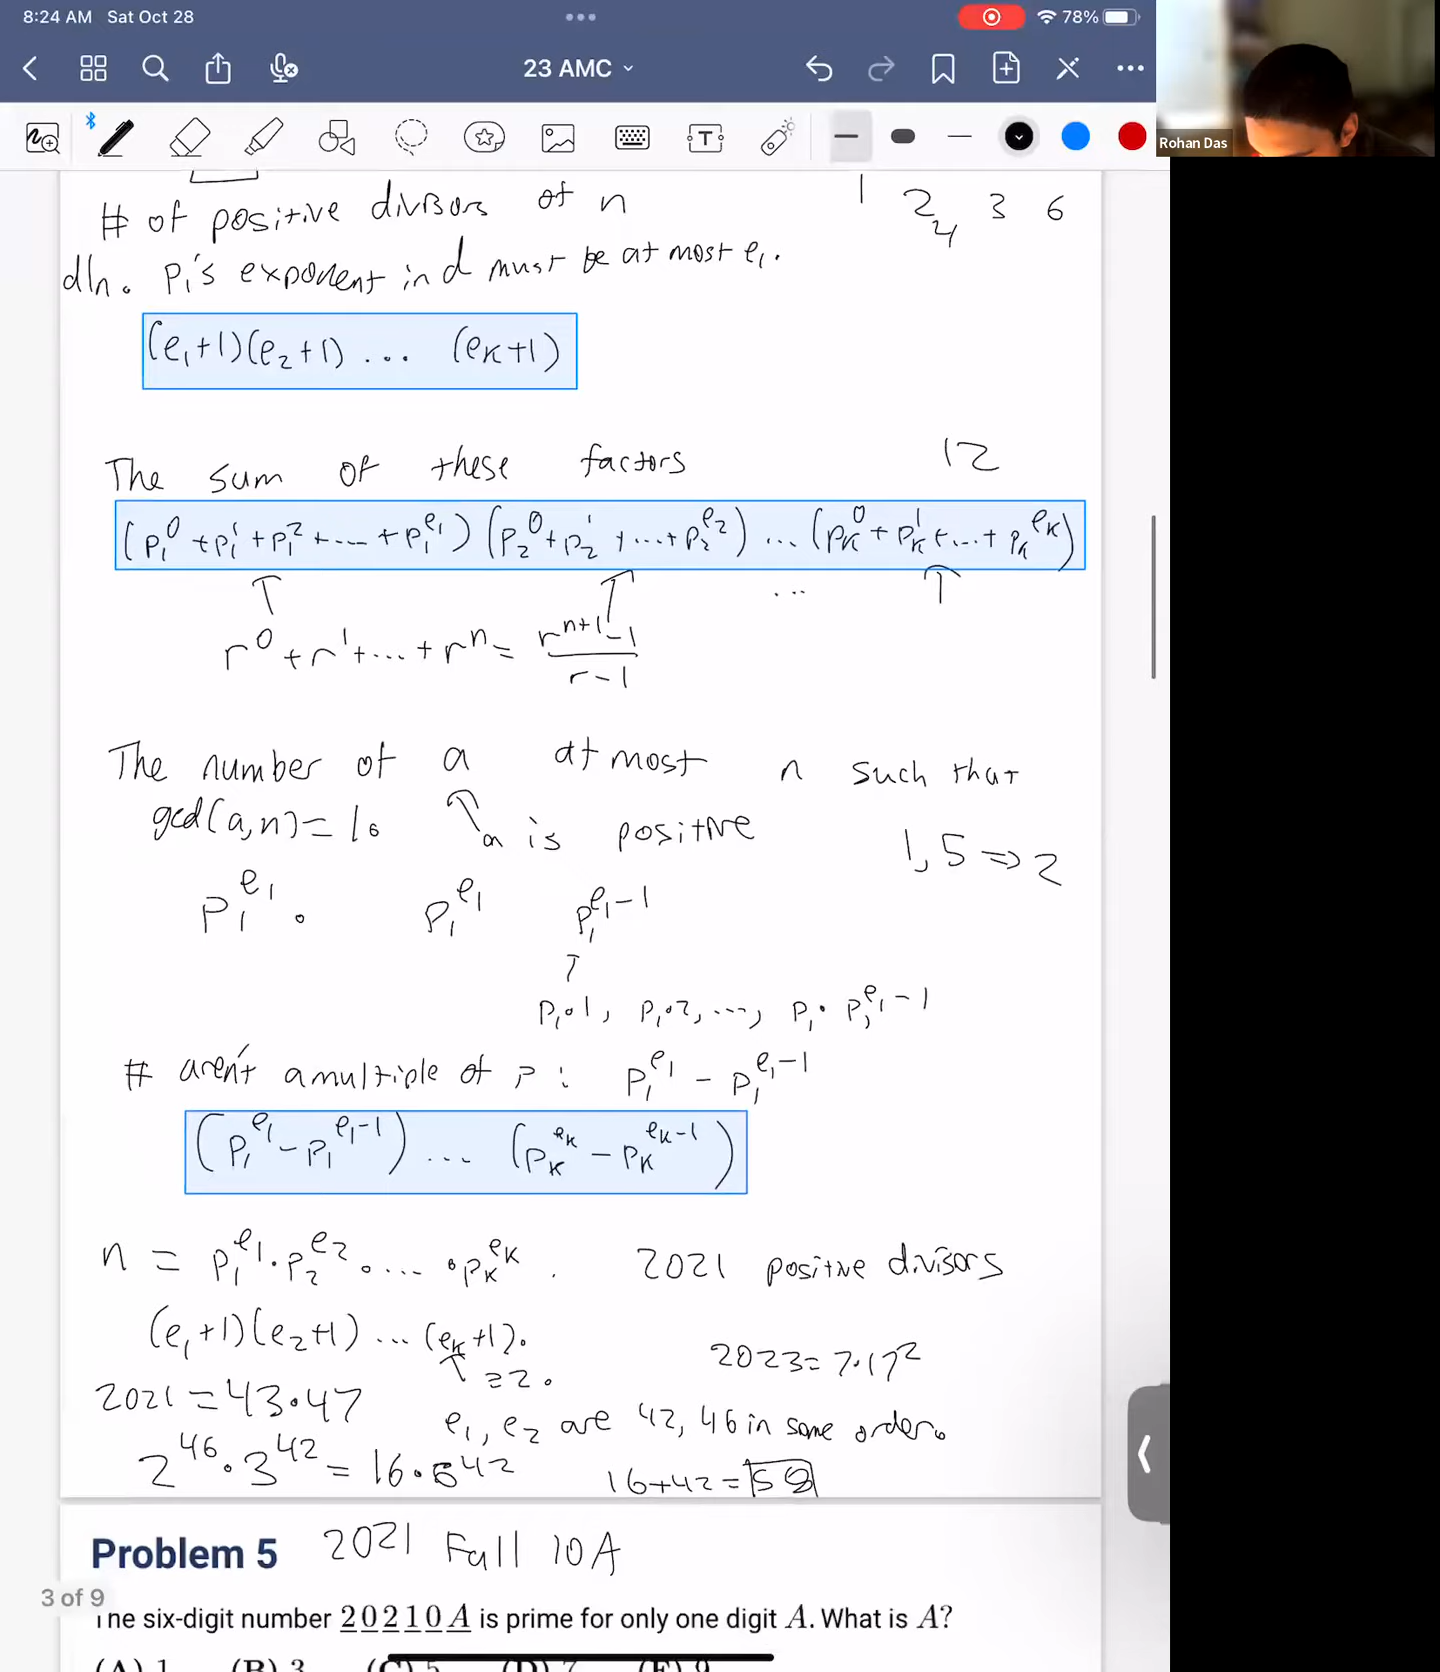 8:24 AM Sat Oct 28
78%
23 AMC
Rohan Das
# of positive divisors of n
1 2 3 6
4
d|n. p₁'s exponent in d must be at most e₁.
(e₁+1)(e₂+1) ... (eₖ+1)
The sum of these factors
12
(p₁⁰+p₁¹+p₁²+...+p₁^e₁)(p₂⁰+p₂¹+...+p₂^e₂)...(pₖ⁰+pₖ¹+...+pₖ^eₖ)
↑ ↑ ... ↑
r⁰+r¹+...+rⁿ = (r^(n+1)-1)/(r-1)
The number of a at most n such that
gcd(a,n)=1. a is positive
1, 5 => 2
p₁^e₁. p₁^e₁ p₁^(e₁-1)
↑
p₁·1, p₁·2, ..., p₁·p₁^(e₁-1)
# aren't a multiple of p: p₁^e₁ - p₁^(e₁-1)
(p₁^e₁ - p₁^(e₁-1)) ... (pₖ^eₖ - pₖ^(eₖ-1))
n = p₁^e₁·p₂^e₂·...·pₖ^eₖ. 2021 positive divisors
(e₁+1)(e₂+1) ... (eₖ+1).
≥2.
2023=7·17²
2021=43·47
e₁, e₂ are 42, 46 in some order.
2⁴⁶·3⁴² = 16·6⁴²
16+42=58
Problem 5 2021 Fall 10A
3 of 9
The six-digit number 20210A is prime for only one digit A. What is A?
(A) 1 (B) 3 (C) 5 (D) 7 (E) 9